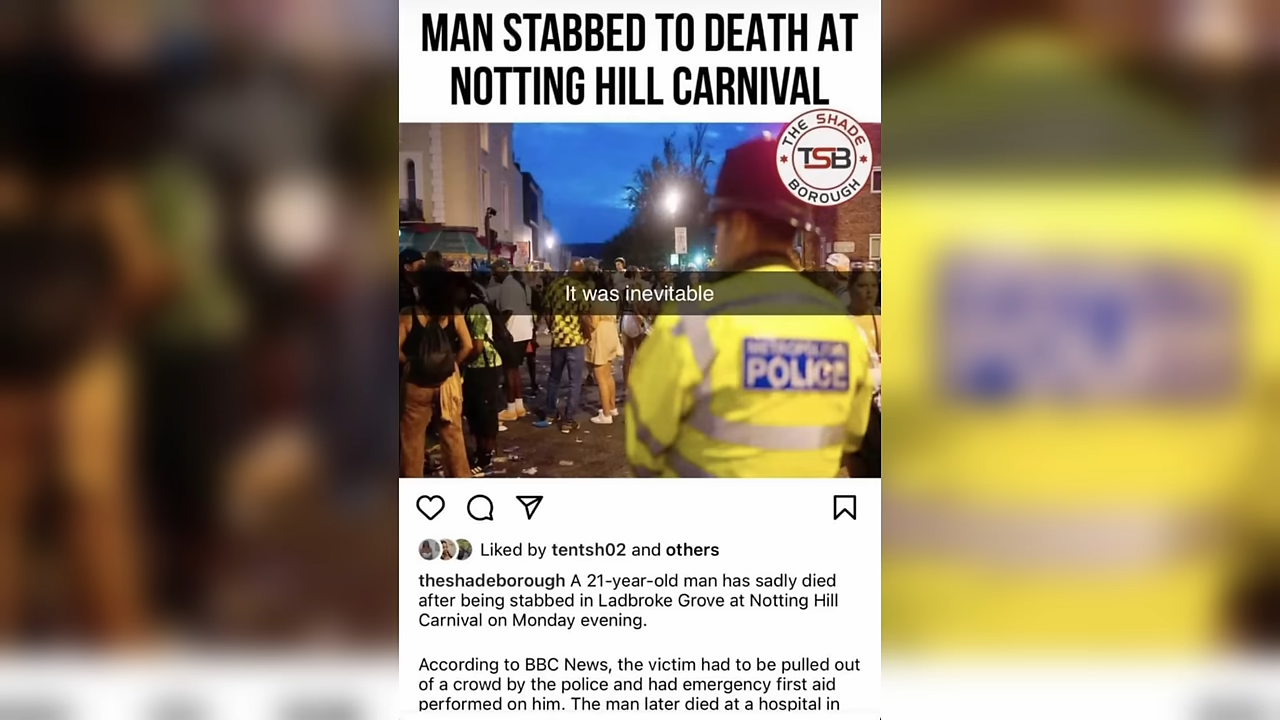 MAN STABBED TO DEATH AT
NOTTING HILL CARNIVAL
THE SHADE
TSB
BOROUGH
It was inevitable
METROPOLITAN
POLICE
Liked by tentsh02 and others
theshadeborough A 21-year-old man has sadly died
after being stabbed in Ladbroke Grove at Notting Hill
Carnival on Monday evening.
According to BBC News, the victim had to be pulled out
of a crowd by the police and had emergency first aid
performed on him. The man later died at a hospital in